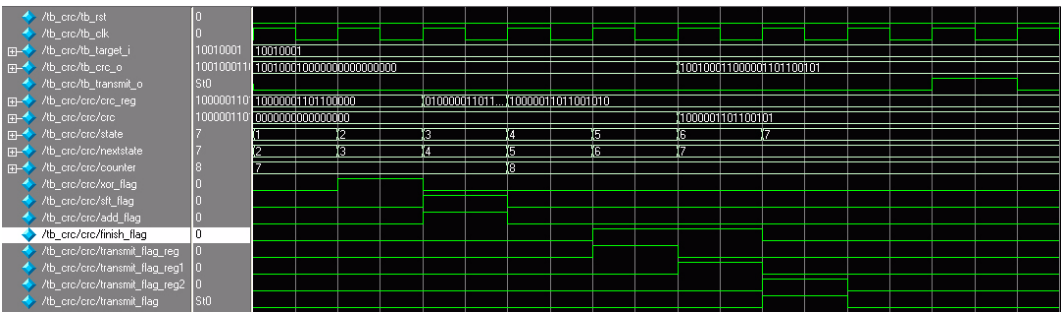 /tb_crc/tb_rst 0
/tb_crc/tb_clk 0
/tb_crc/tb_target_i 10010001 10010001
/tb_crc/tb_crc_o 100100011 100100010000000000000000 100100011000001101100101
/tb_crc/tb_transmit_o St0
/tb_crc/crc/crc_reg 100000110 10000001101100000 010000011011... 10000011011001010
/tb_crc/crc/crc 100000110 0000000000000000 1000001101100101
/tb_crc/crc/state 7 1 2 3 4 5 6 7
/tb_crc/crc/nextstate 7 2 3 4 5 6 7
/tb_crc/crc/counter 8 7 8
/tb_crc/crc/xor_flag 0
/tb_crc/crc/sft_flag 0
/tb_crc/crc/add_flag 0
/tb_crc/crc/finish_flag 0
/tb_crc/crc/transmit_flag_reg 0
/tb_crc/crc/transmit_flag_reg1 0
/tb_crc/crc/transmit_flag_reg2 0
/tb_crc/crc/transmit_flag St0